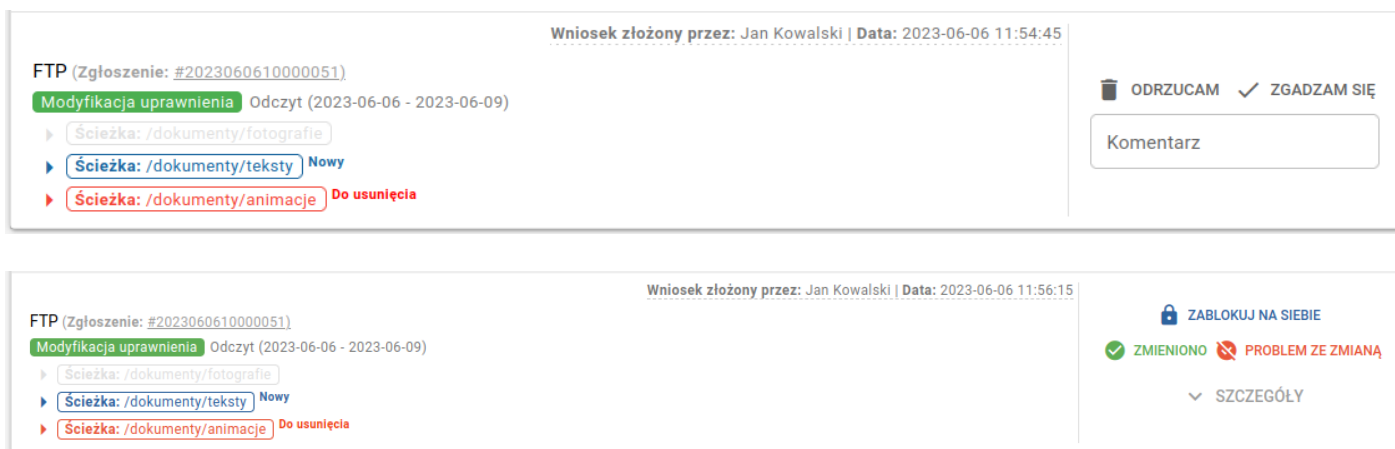 Wniosek złożony przez: Jan Kowalski | Data: 2023-06-06 11:54:45
FTP (Zgłoszenie: #2023060610000051)
Modyfikacja uprawnienia Odczyt (2023-06-06 - 2023-06-09)
Ścieżka: /dokumenty/fotografie
Ścieżka: /dokumenty/teksty Nowy
Ścieżka: /dokumenty/animacje Do usunięcia
ODRZUCAM ZGADZAM SIĘ
Komentarz
Wniosek złożony przez: Jan Kowalski | Data: 2023-06-06 11:56:15
FTP (Zgłoszenie: #2023060610000051)
Modyfikacja uprawnienia Odczyt (2023-06-06 - 2023-06-09)
Ścieżka: /dokumenty/fotografie
Ścieżka: /dokumenty/teksty Nowy
Ścieżka: /dokumenty/animacje Do usunięcia
ZABLOKUJ NA SIEBIE
ZMIENIONO PROBLEM ZE ZMIANĄ
SZCZEGÓŁY